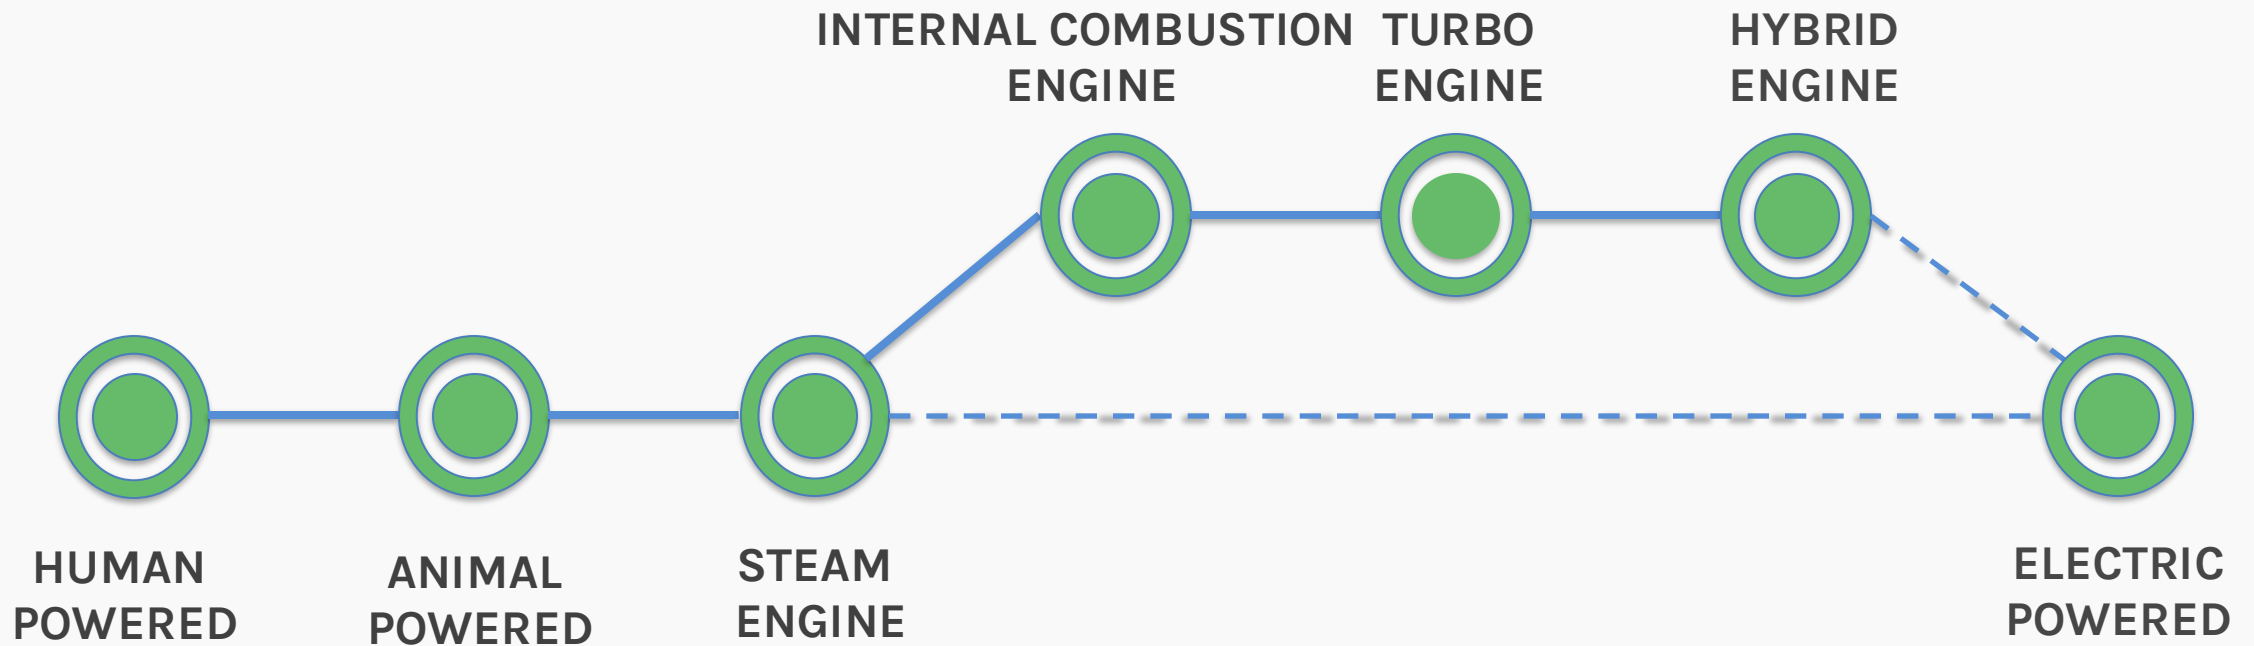 INTERNAL COMBUSTION
ENGINE
TURBO
ENGINE
HYBRID
ENGINE
HUMAN
POWERED
ANIMAL
POWERED
STEAM
ENGINE
ELECTRIC
POWERED